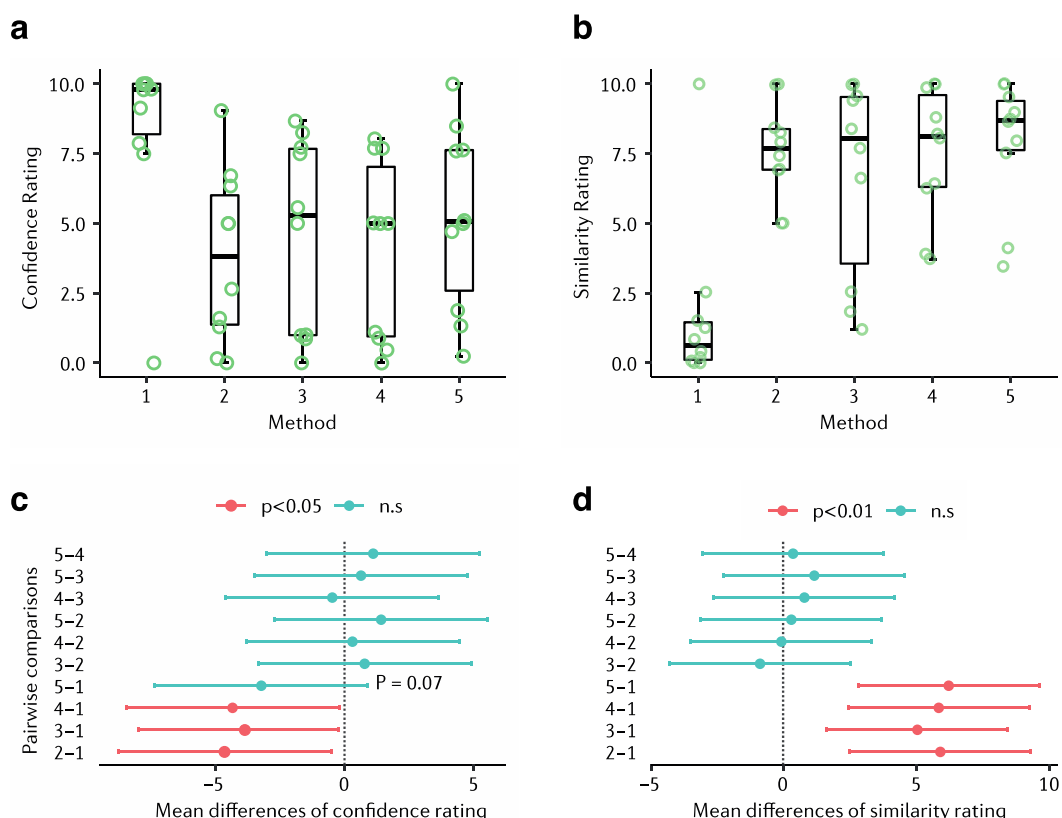 a
b
10.0
7.5
5.0
2.5
0.0
Confidence Rating
1 2 3 4 5
Method
10.0
7.5
5.0
2.5
0.0
Similarity Rating
1 2 3 4 5
Method
c
d
p<0.05 n.s
5–4
5–3
4–3
5–2
4–2
3–2
5–1
4–1
3–1
2–1
Pairwise comparisons
P = 0.07
−5 0 5
Mean differences of confidence rating
p<0.01 n.s
5–4
5–3
4–3
5–2
4–2
3–2
5–1
4–1
3–1
2–1
−5 0 5 10
Mean differences of similarity rating